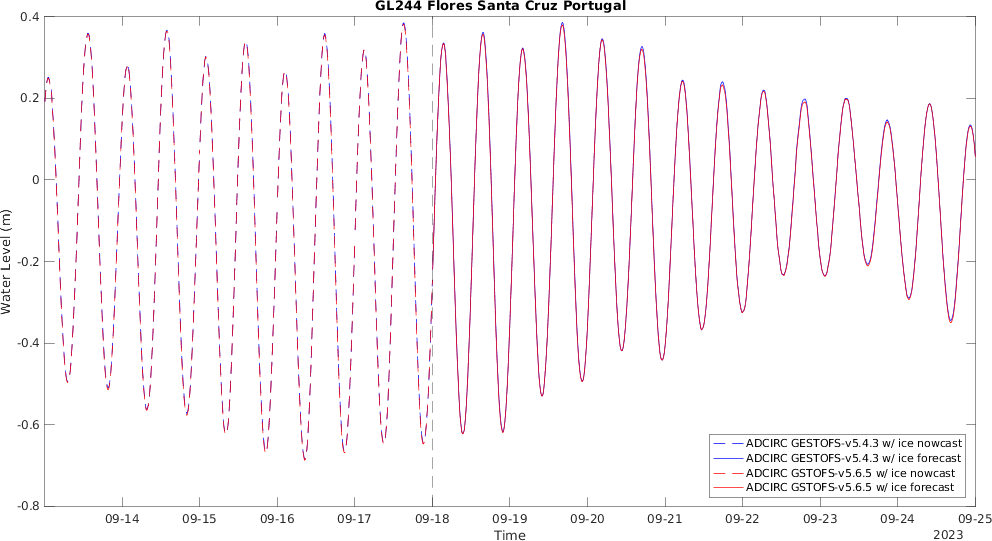 GL244 Flores Santa Cruz Portugal
0.4
0.2
0
-0.2
-0.4
-0.6
-0.8
Water Level (m)
ADCIRC GESTOFS-v5.4.3 w/ ice nowcast
ADCIRC GESTOFS-v5.4.3 w/ ice forecast
ADCIRC GSTOFS-v5.6.5 w/ ice nowcast
ADCIRC GSTOFS-v5.6.5 w/ ice forecast
09-14 09-15 09-16 09-17 09-18 09-19 09-20 09-21 09-22 09-23 09-24 09-25
Time
2023